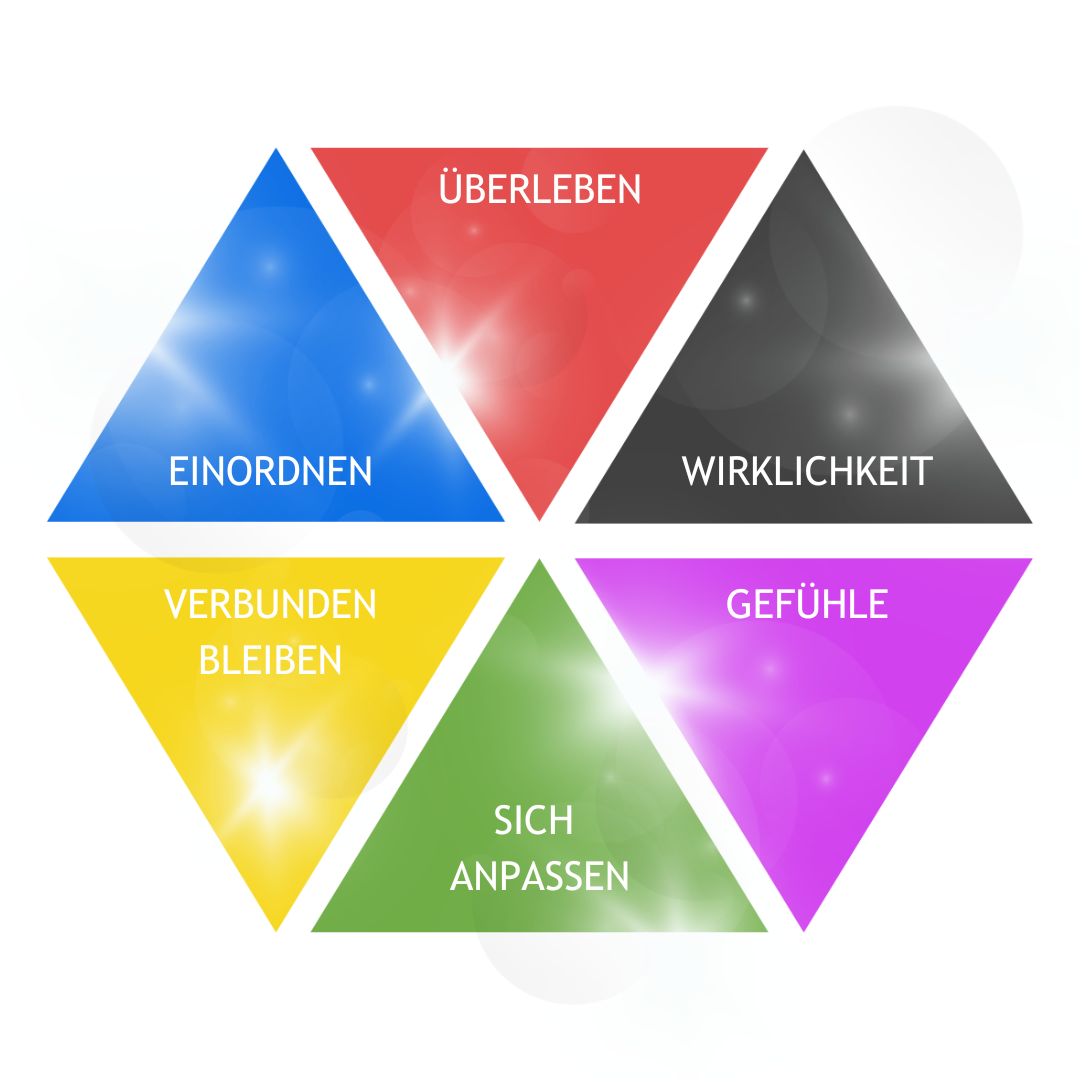 ÜBERLEBEN
EINORDNEN
WIRKLICHKEIT
VERBUNDEN
BLEIBEN
GEFÜHLE
SICH
ANPASSEN